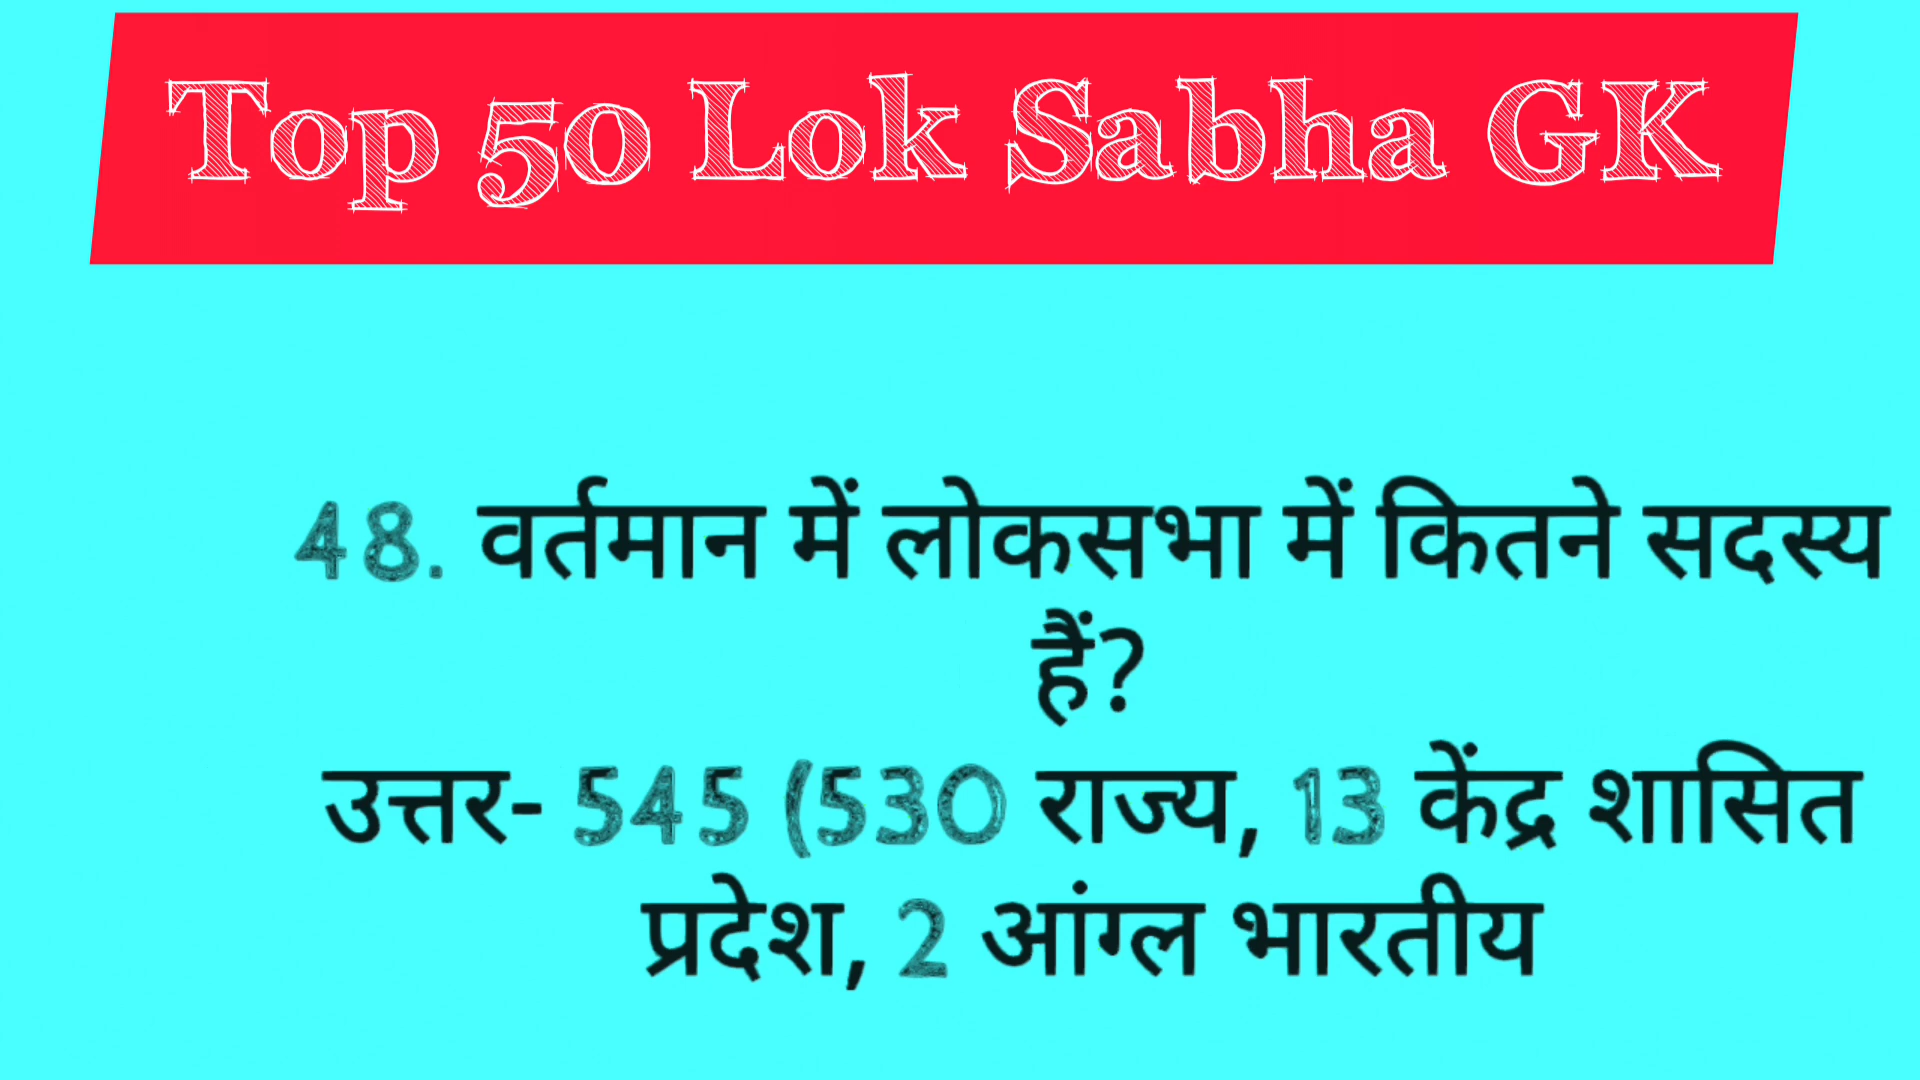 Top 50 Lok Sabha GK
48. वर्तमान में लोकसभा में कितने सदस्य
हैं?
उत्तर- 545 (530 राज्य, 13 केंद्र शासित
प्रदेश, 2 आंग्ल भारतीय